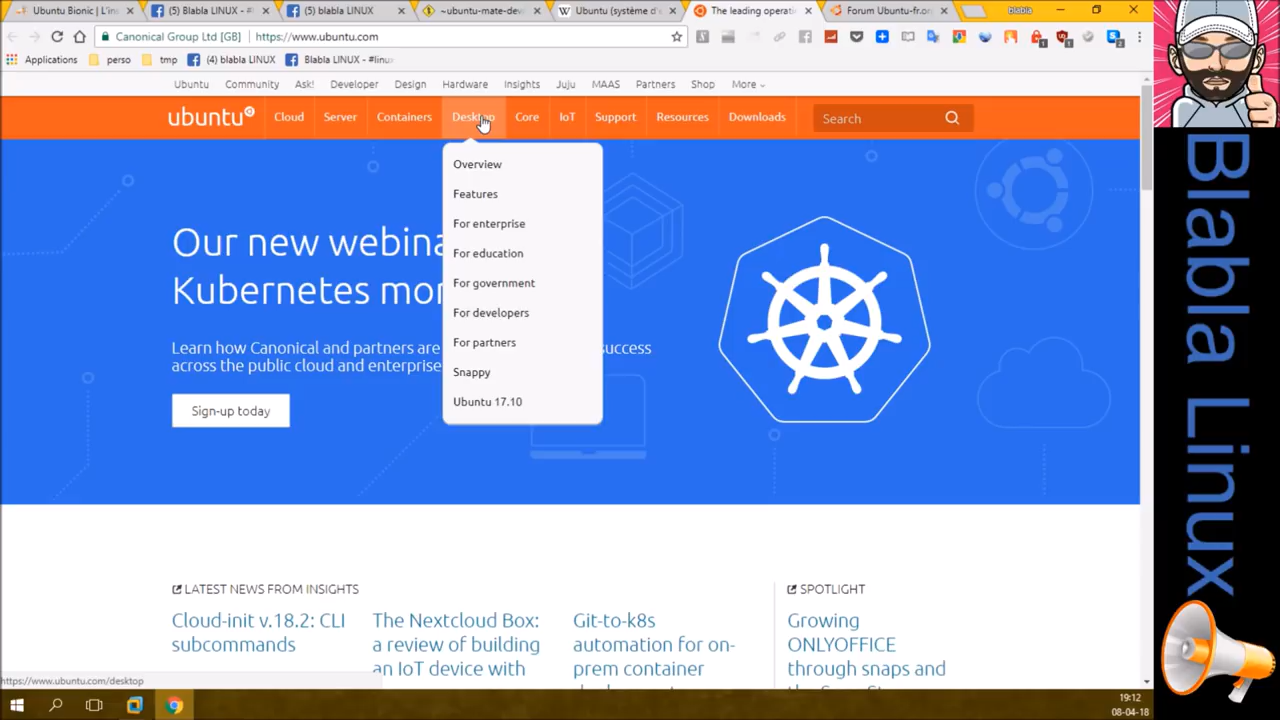 Ubuntu Bionic | L'in
(5) Blabla LINUX - #l
(5) blabla LINUX
~ubuntu-mate-dev
Ubuntu (système d'e
The leading operati
Forum Ubuntu-fr.org
blabla
Canonical Group Ltd [GB]
https://www.ubuntu.com
Applications
perso
tmp
(4) blabla LINUX
Blabla LINUX - #linu
Ubuntu
Community
Ask!
Developer
Design
Hardware
Insights
Juju
MAAS
Partners
Shop
More
ubuntu
Cloud
Server
Containers
Desktop
Core
IoT
Support
Resources
Downloads
Search
Overview
Features
For enterprise
For education
For government
For developers
For partners
Snappy
Ubuntu 17.10
Our new webina
Kubernetes mor
Learn how Canonical and partners are success
across the public cloud and enterprise
Sign-up today
LATEST NEWS FROM INSIGHTS
Cloud-init v.18.2: CLI
subcommands
The Nextcloud Box:
a review of building
an IoT device with
Git-to-k8s
automation for on-
prem container
SPOTLIGHT
Growing
ONLYOFFICE
through snaps and
https://www.ubuntu.com/desktop
19:12
08-04-18
Blabla Linux